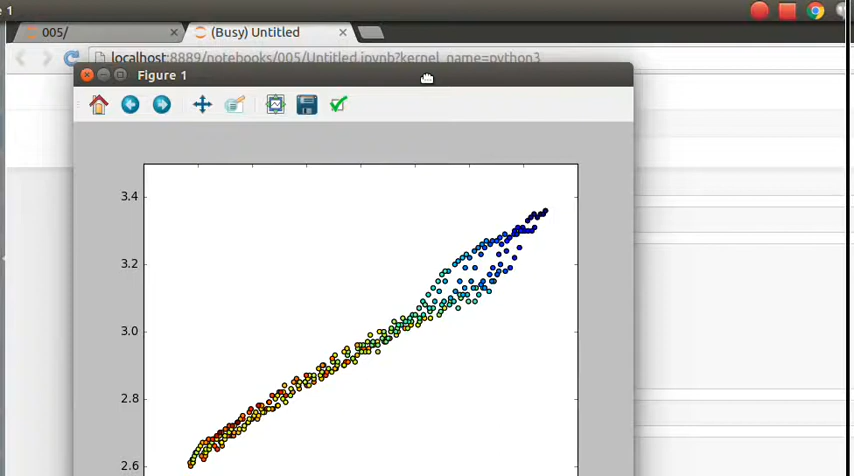 e 1
005/
(Busy) Untitled
localhost:8889/notebooks/005/Untitled.ipynb?kernel_name=python3
Figure 1
3.4
3.2
3.0
2.8
2.6